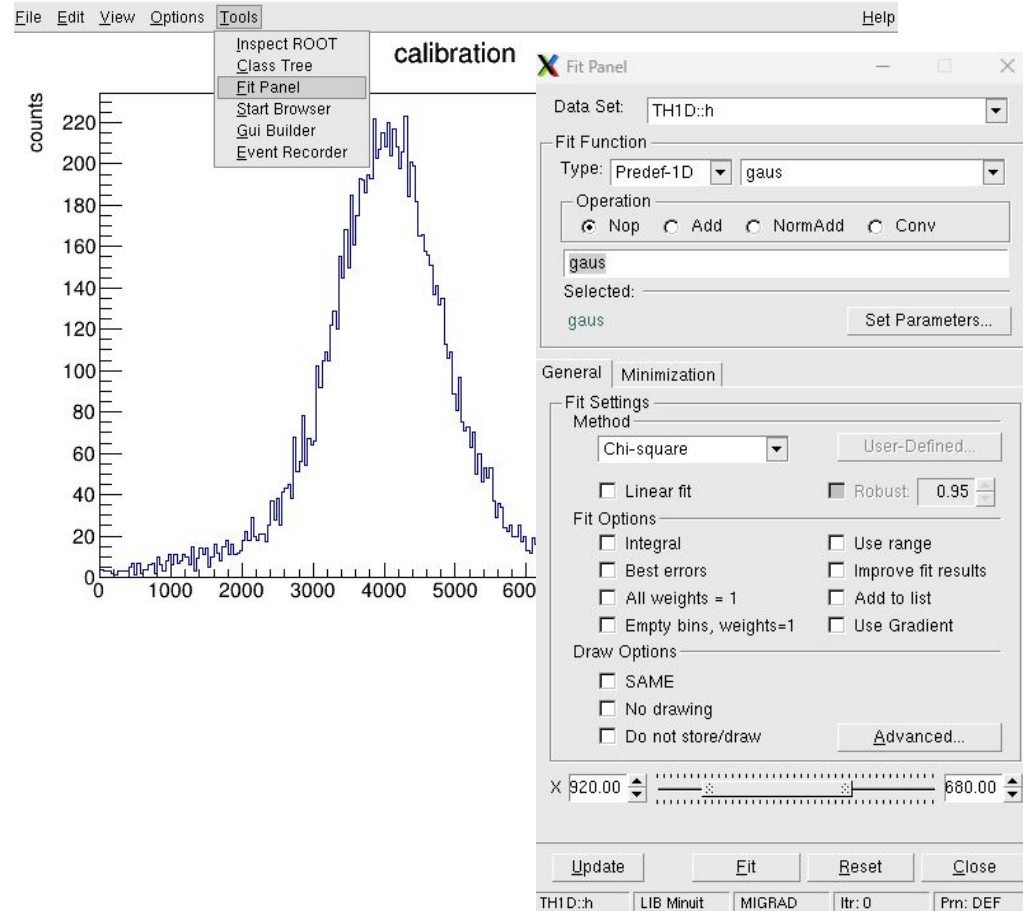 File Edit View Options Tools Help
Inspect ROOT
Class Tree
Fit Panel
Start Browser
Gui Builder
Event Recorder
calibration
counts
220
200
180
160
140
120
100
80
60
40
20
0
0 1000 2000 3000 4000 5000 600
Fit Panel
Data Set: TH1D::h
Fit Function
Type: Predef-1D gaus
Operation
Nop Add NormAdd Conv
gaus
Selected:
gaus Set Parameters...
General Minimization
Fit Settings
Method
Chi-square User-Defined...
Linear fit Robust: 0.95
Fit Options
Integral Use range
Best errors Improve fit results
All weights = 1 Add to list
Empty bins, weights=1 Use Gradient
Draw Options
SAME
No drawing
Do not store/draw Advanced...
X 920.00 680.00
Update Fit Reset Close
TH1D::h LIB Minuit MIGRAD Itr: 0 Prn: DEF